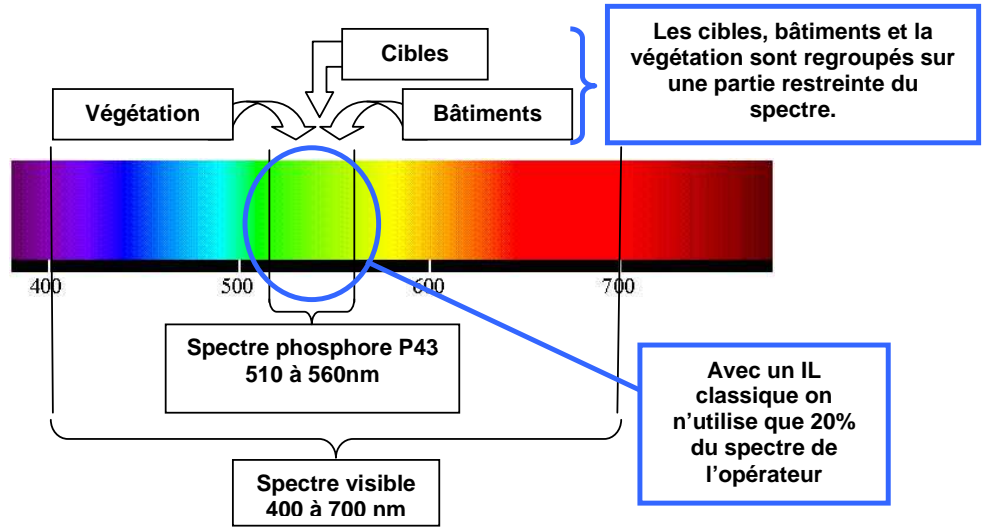 Cibles
Végétation
Bâtiments
Les cibles, bâtiments et la
végétation sont regroupés sur
une partie restreinte du
spectre.
400
500
600
700
Spectre phosphore P43
510 à 560nm
Avec un IL
classique on
n’utilise que 20%
du spectre de
l’opérateur
Spectre visible
400 à 700 nm